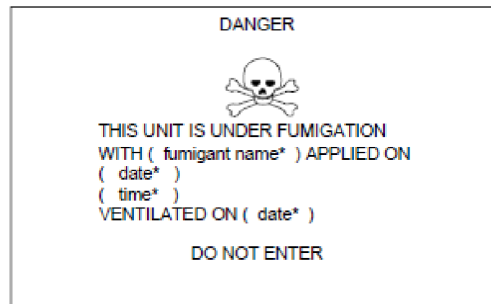 DANGER
THIS UNIT IS UNDER FUMIGATION
WITH ( fumigant name* ) APPLIED ON
( date* )
( time* )
VENTILATED ON ( date* )
DO NOT ENTER